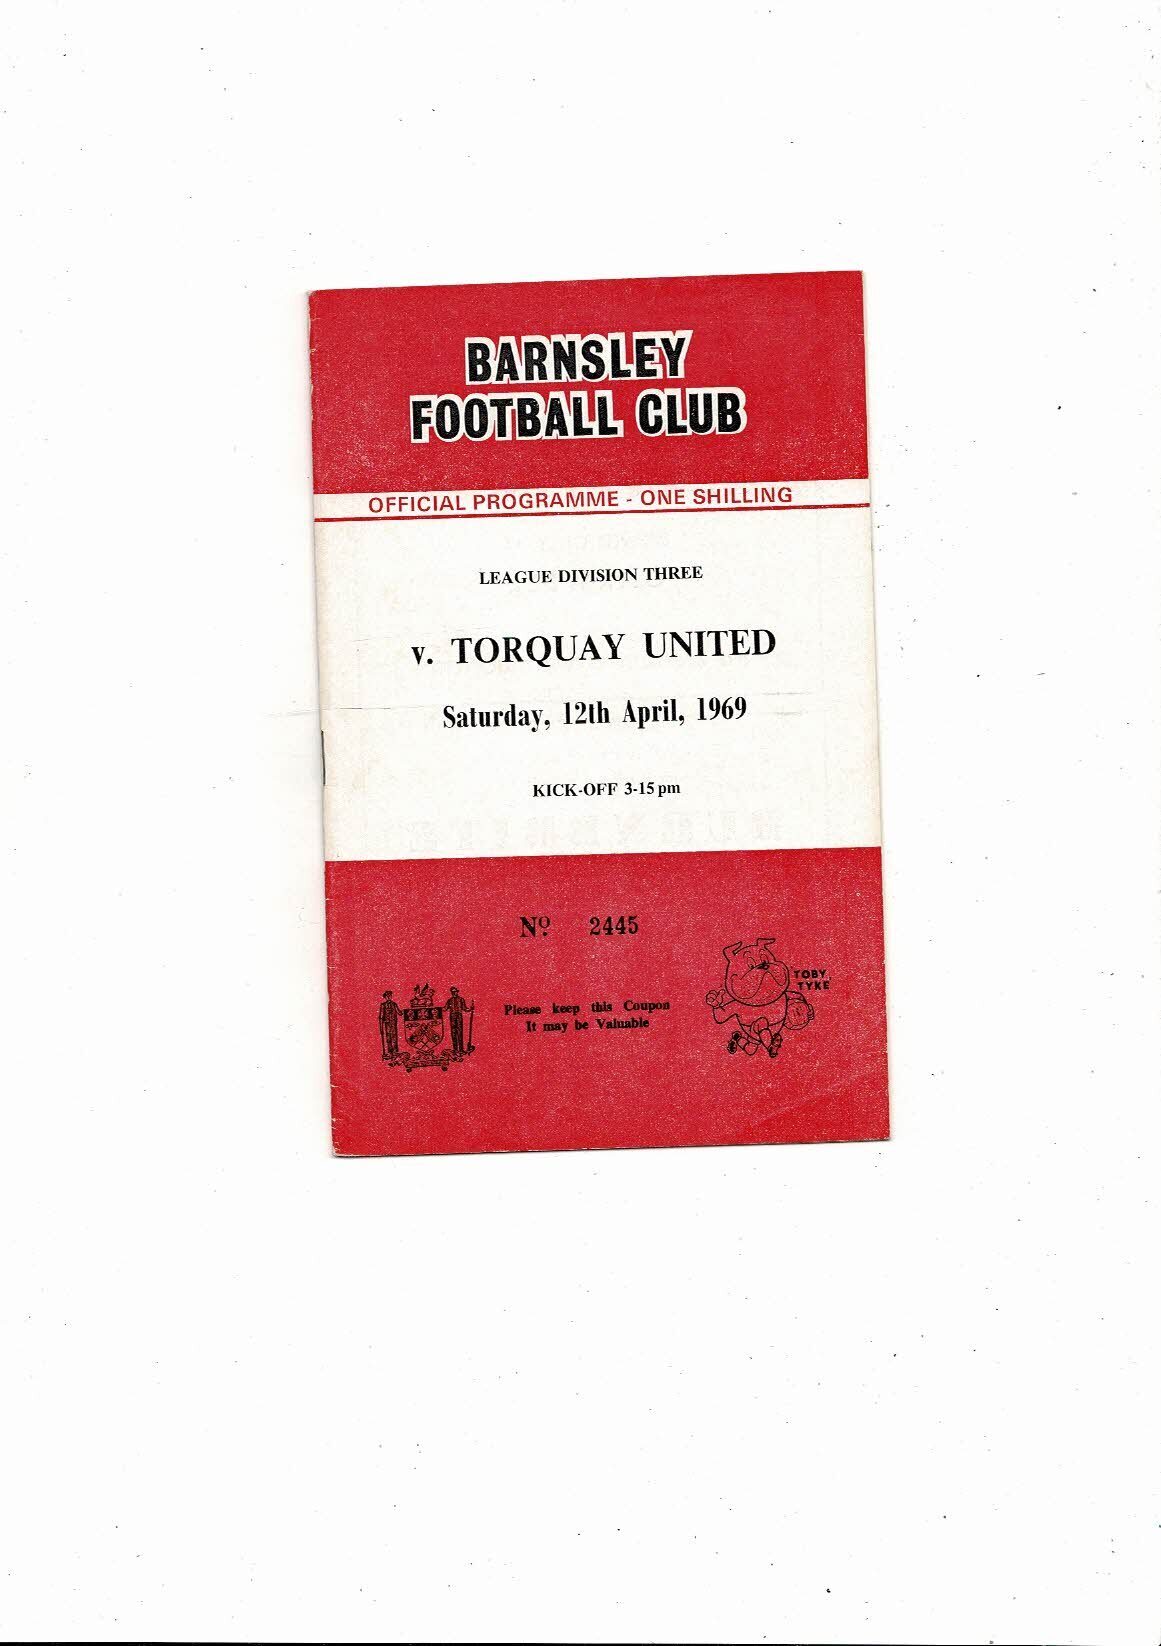 BARNSLEY
FOOTBALL CLUB
OFFICIAL PROGRAMME - ONE SHILLING
LEAGUE DIVISION THREE
v. TORQUAY UNITED
Saturday, 12th April, 1969
KICK-OFF 3-15 pm
Nº 2445
TOBY
TYKE
Please keep this Coupon
It may be Valuable